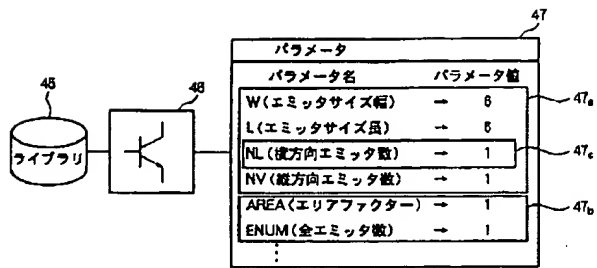 47
パラメータ
45
46
パラメータ名 パラメータ値
W(エミッタサイズ幅) → 6
47a
L(エミッタサイズ長) → 6
ライブラリ
NL(横方向エミッタ数) → 1
47c
NV(縦方向エミッタ数) → 1
AREA(エリアファクター) → 1
47b
ENUM(全エミッタ数) → 1
⋮